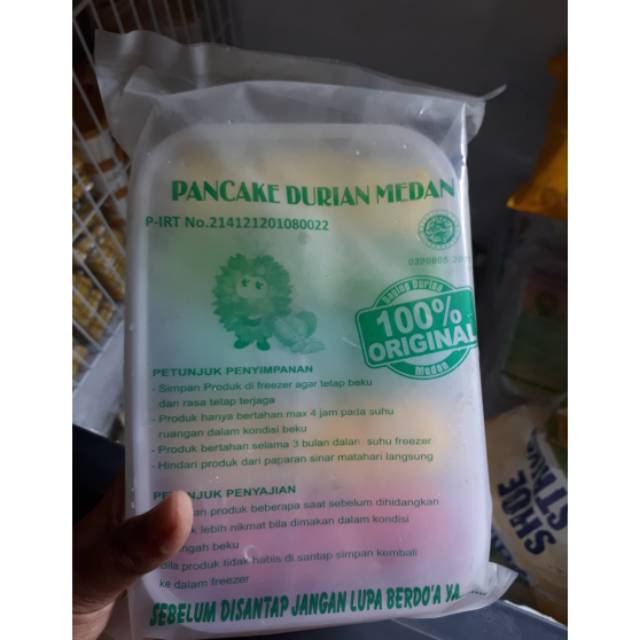 PANCAKE DURIAN MEDAN
P-IRT No.214121201080022
Daging Durian
100%
ORIGINAL
Medan
PETUNJUK PENYIMPANAN
- Simpan Produk di freezer agar tetap beku
dan rasa tetap terjaga
- Produk hanya bertahan max 4 jam pada suhu
ruangan dalam kondisi beku
- Produk bertahan selama 3 bulan dalam suhu freezer
- Hindari produk dari paparan sinar matahari langsung
PENYAJIAN
produk beberapa saat sebelum dihidangkan
lebih nikmat bila dimakan dalam kondisi
beku
bila produk tidak habis di santap simpan kembali
ke dalam freezer
SEBELUM DISANTAP JANGAN LUPA BERDO'A YA
SHOE